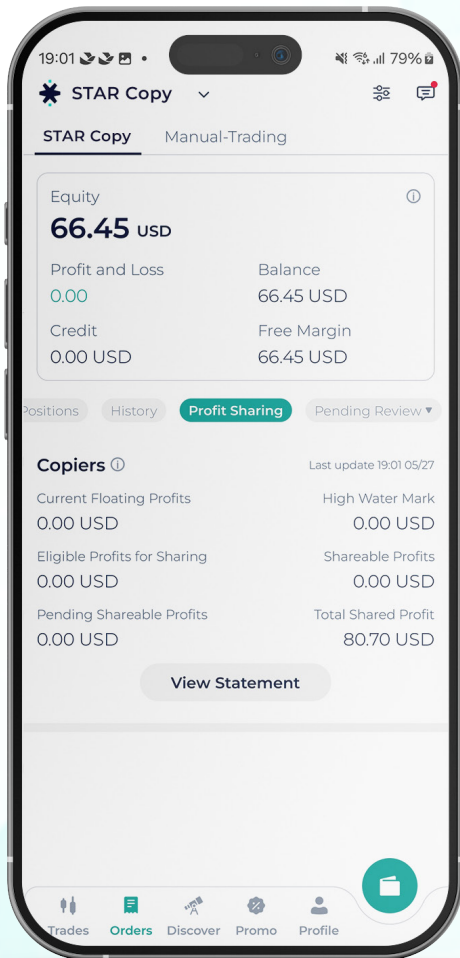 19:01
79%
STAR Copy
STAR Copy Manual-Trading
Equity
66.45 USD
Profit and Loss Balance
0.00 66.45 USD
Credit Free Margin
0.00 USD 66.45 USD
Positions History Profit Sharing Pending Review
Copiers Last update 19:01 05/27
Current Floating Profits High Water Mark
0.00 USD 0.00 USD
Eligible Profits for Sharing Shareable Profits
0.00 USD 0.00 USD
Pending Shareable Profits Total Shared Profit
0.00 USD 80.70 USD
View Statement
Trades Orders Discover Promo Profile